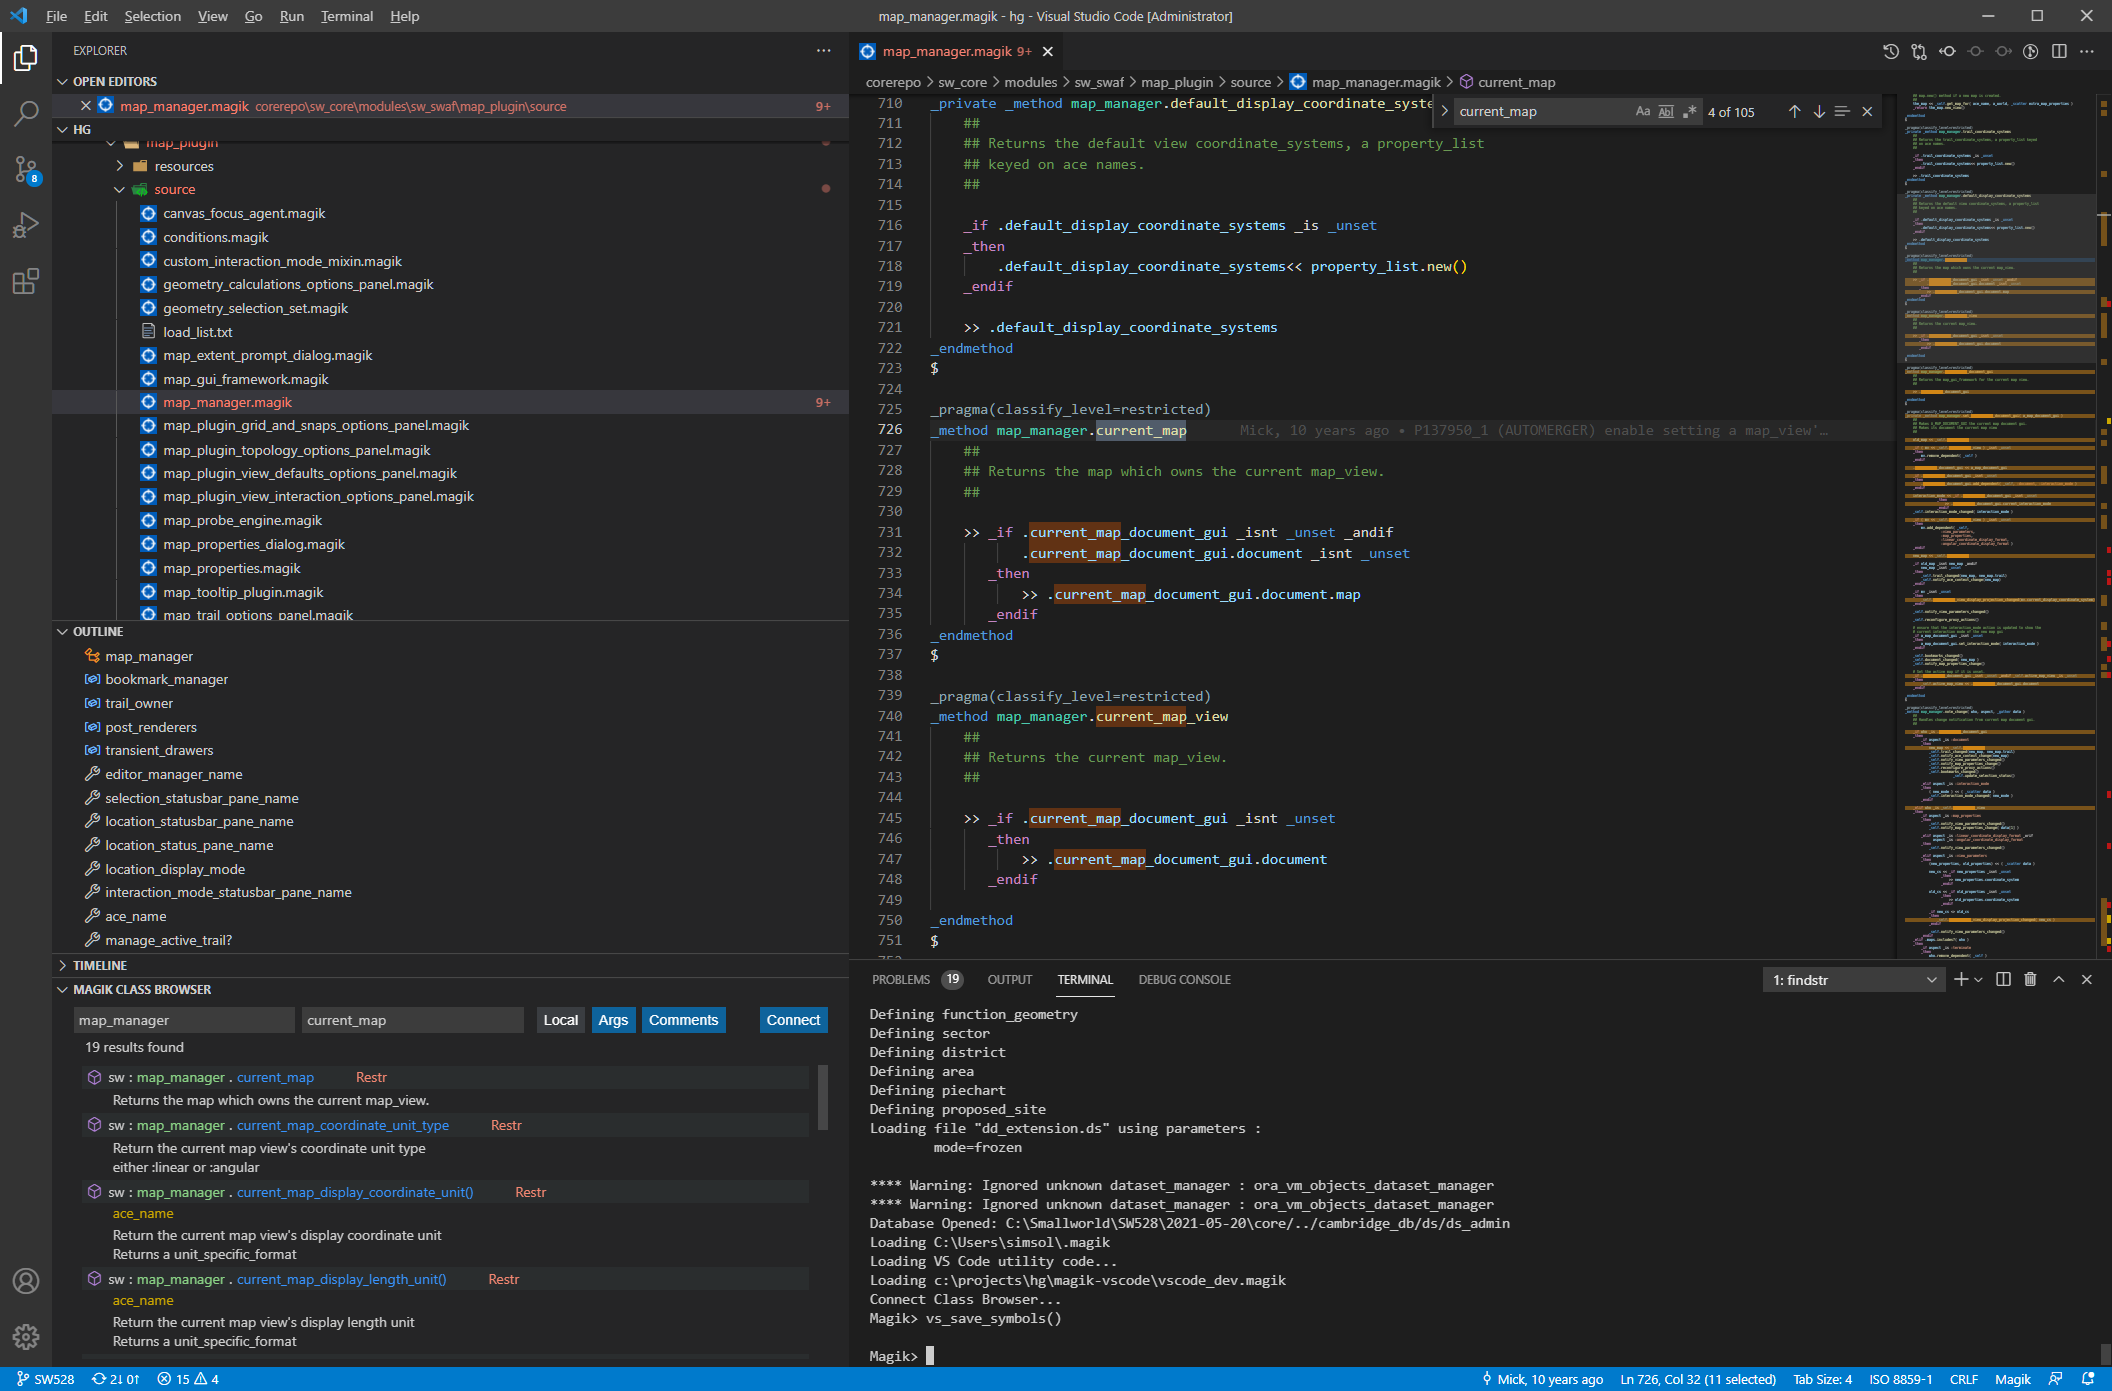 File Edit Selection View Go Run Terminal Help
map_manager.magik - hg - Visual Studio Code [Administrator]
EXPLORER
OPEN EDITORS
map_manager.magik corerepo\sw_core\modules\sw_swaf\map_plugin\source 9+
HG
map_plugin
resources
source
canvas_focus_agent.magik
conditions.magik
custom_interaction_mode_mixin.magik
geometry_calculations_options_panel.magik
geometry_selection_set.magik
load_list.txt
map_extent_prompt_dialog.magik
map_gui_framework.magik
map_manager.magik 9+
map_plugin_grid_and_snaps_options_panel.magik
map_plugin_topology_options_panel.magik
map_plugin_view_defaults_options_panel.magik
map_plugin_view_interaction_options_panel.magik
map_probe_engine.magik
map_properties_dialog.magik
map_properties.magik
map_tooltip_plugin.magik
map_trail_options_panel.magik
OUTLINE
map_manager
bookmark_manager
trail_owner
post_renderers
transient_drawers
editor_manager_name
selection_statusbar_pane_name
location_statusbar_pane_name
location_status_pane_name
location_display_mode
interaction_mode_statusbar_pane_name
ace_name
manage_active_trail?
TIMELINE
MAGIK CLASS BROWSER
map_manager current_map Local Args Comments Connect
19 results found
sw : map_manager . current_map Restr
Returns the map which owns the current map_view.
sw : map_manager . current_map_coordinate_unit_type Restr
Return the current map view's coordinate unit type
either :linear or :angular
sw : map_manager . current_map_display_coordinate_unit() Restr
ace_name
Return the current map view's display coordinate unit
Returns a unit_specific_format
sw : map_manager . current_map_display_length_unit() Restr
ace_name
Return the current map view's display length unit
Returns a unit_specific_format
8
map_manager.magik 9+
corerepo > sw_core > modules > sw_swaf > map_plugin > source > map_manager.magik > current_map
current_map Aa Abl .* 4 of 105
710 _private _method map_manager.default_display_coordinate_syste
711 ##
712 ## Returns the default view coordinate_systems, a property_list
713 ## keyed on ace names.
714 ##
715
716 _if .default_display_coordinate_systems _is _unset
717 _then
718 .default_display_coordinate_systems<< property_list.new()
719 _endif
720
721 >> .default_display_coordinate_systems
722 _endmethod
723 $
724
725 _pragma(classify_level=restricted)
726 _method map_manager.current_map Mick, 10 years ago • P137950_1 (AUTOMERGER) enable setting a map_view'…
727 ##
728 ## Returns the map which owns the current map_view.
729 ##
730
731 >> _if .current_map_document_gui _isnt _unset _andif
732 .current_map_document_gui.document _isnt _unset
733 _then
734 >> .current_map_document_gui.document.map
735 _endif
736 _endmethod
737 $
738
739 _pragma(classify_level=restricted)
740 _method map_manager.current_map_view
741 ##
742 ## Returns the current map_view.
743 ##
744
745 >> _if .current_map_document_gui _isnt _unset
746 _then
747 >> .current_map_document_gui.document
748 _endif
749
750 _endmethod
751 $
752
PROBLEMS 19 OUTPUT TERMINAL DEBUG CONSOLE 1: findstr
Defining function_geometry
Defining sector
Defining district
Defining area
Defining piechart
Defining proposed_site
Loading file "dd_extension.ds" using parameters :
mode=frozen
**** Warning: Ignored unknown dataset_manager : ora_vm_objects_dataset_manager
**** Warning: Ignored unknown dataset_manager : ora_vm_objects_dataset_manager
Database Opened: C:\Smallworld\SW528\2021-05-20\core/../cambridge_db/ds/ds_admin
Loading C:\Users\simsol\.magik
Loading VS Code utility code...
Loading c:\projects\hg\magik-vscode\vscode_dev.magik
Connect Class Browser...
Magik> vs_save_symbols()
Magik>
SW528 2↓ 0↑ 15 4 Mick, 10 years ago Ln 726, Col 32 (11 selected) Tab Size: 4 ISO 8859-1 CRLF Magik